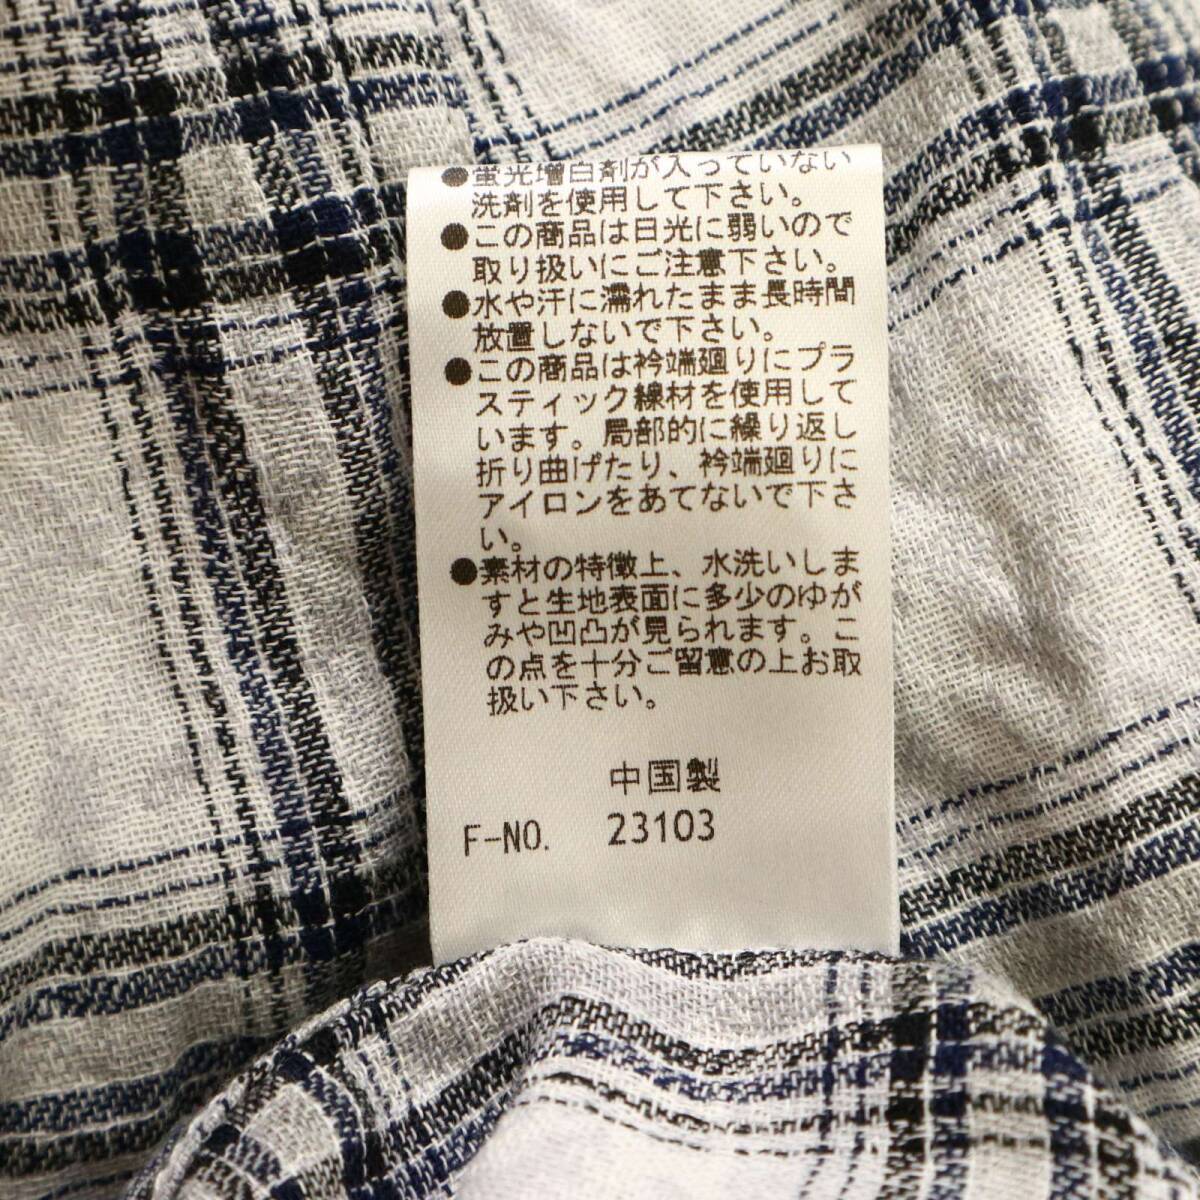 ●蛍光増白剤が入っていない
洗剤を使用して下さい。
●この商品は日光に弱いので
取り扱いにご注意下さい。
●水や汗に濡れたまま長時間
放置しないで下さい。
●この商品は衿端廻りにプラ
スティック線材を使用して
います。局部的に繰り返し
折り曲げたり、衿端廻りに
アイロンをあてないで下さ
い。
●素材の特徴上、水洗いしま
すと生地表面に多少のゆが
みや凹凸が見られます。こ
の点を十分ご留意の上お取
扱い下さい。
中国製
F-NO. 23103